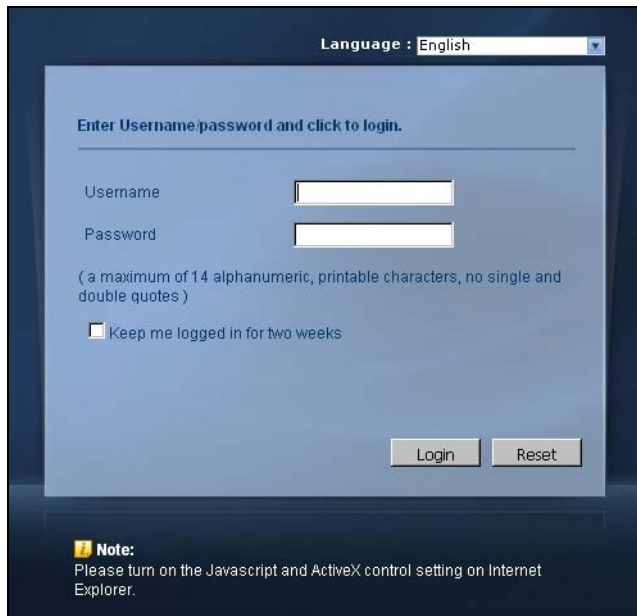 Language : English
Enter Username/password and click to login.
Username
Password
( a maximum of 14 alphanumeric, printable characters, no single and
double quotes )
Keep me logged in for two weeks
Login Reset
Note:
Please turn on the Javascript and ActiveX control setting on Internet
Explorer.